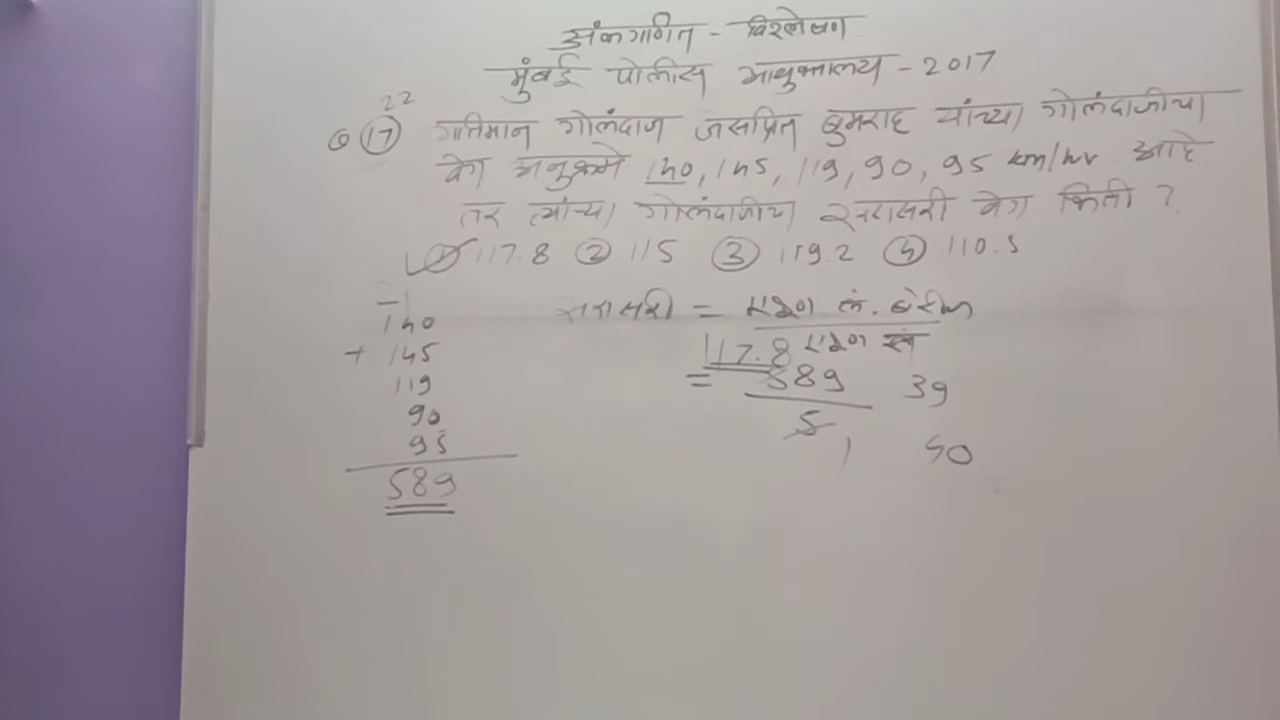 अंकगणित - विश्लेषण
मुंबई पोलीस आयुक्तालय - 2017
22
17 गतिमान गोलंदाज जसप्रित बुमराह यांच्या गोलंदाजीचा
वेग अनुक्रमे 140, 145, 119, 90, 95 km/hr आहे
तर त्यांच्या गोलंदाजीचा सरासरी वेग किती ?
117.8 2 115 3 119.2 4 110.5
140
+ 145
119
90
95
589
सरासरी = एकूण सं. बेरीज
एकूण सं
117.8
= 589
5
1
39
40